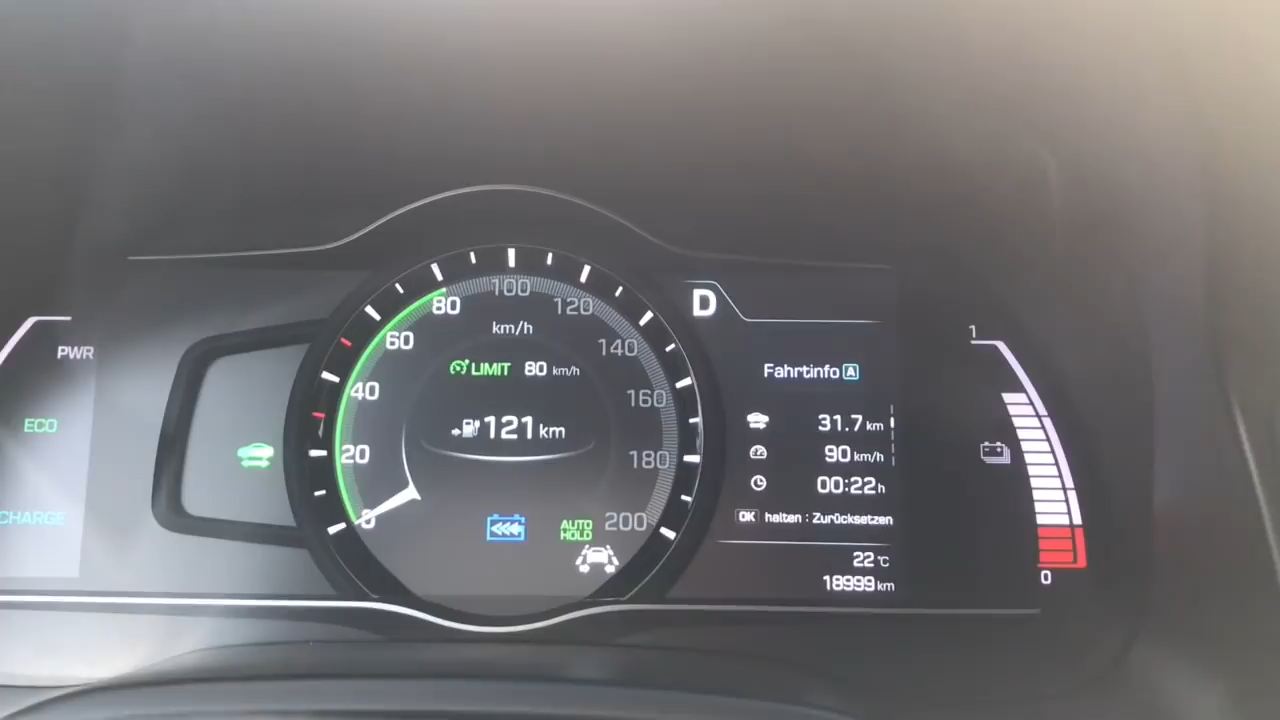 PWR
ECO
CHARGE
0
20
40
60
80
100
120
140
160
180
200
km/h
LIMIT 80 km/h
121 km
AUTO
HOLD
D
Fahrtinfo A
31.7 km
90 km/h
00:22 h
OK halten : Zurücksetzen
22 °C
18999 km
1
0